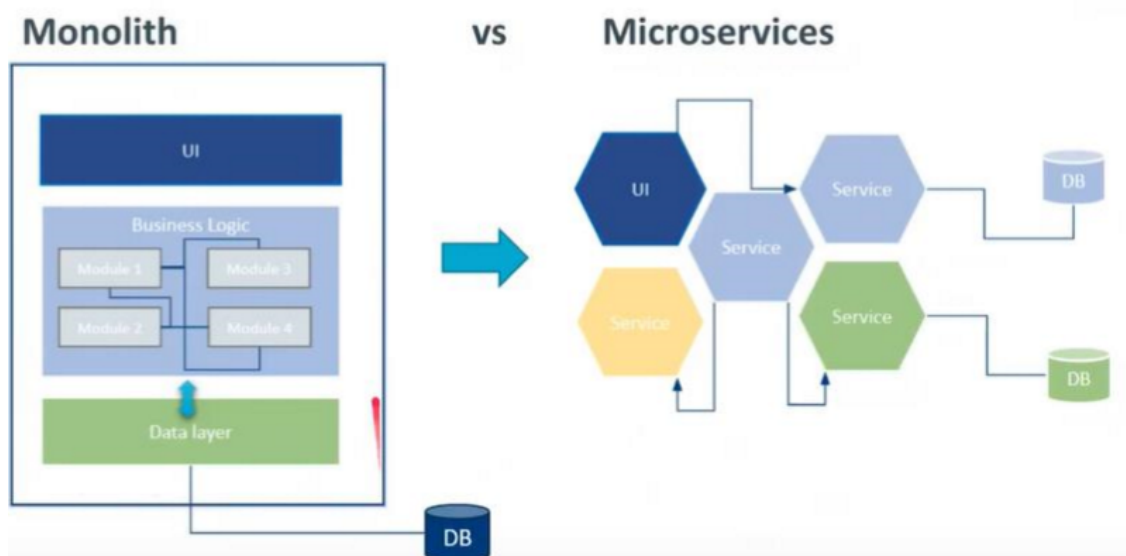 Monolith vs Microservices
UI
Business Logic
Module 1
Module 3
Module 2
Module 4
Data layer
DB
UI
Service
Service
Service
Service
DB
DB